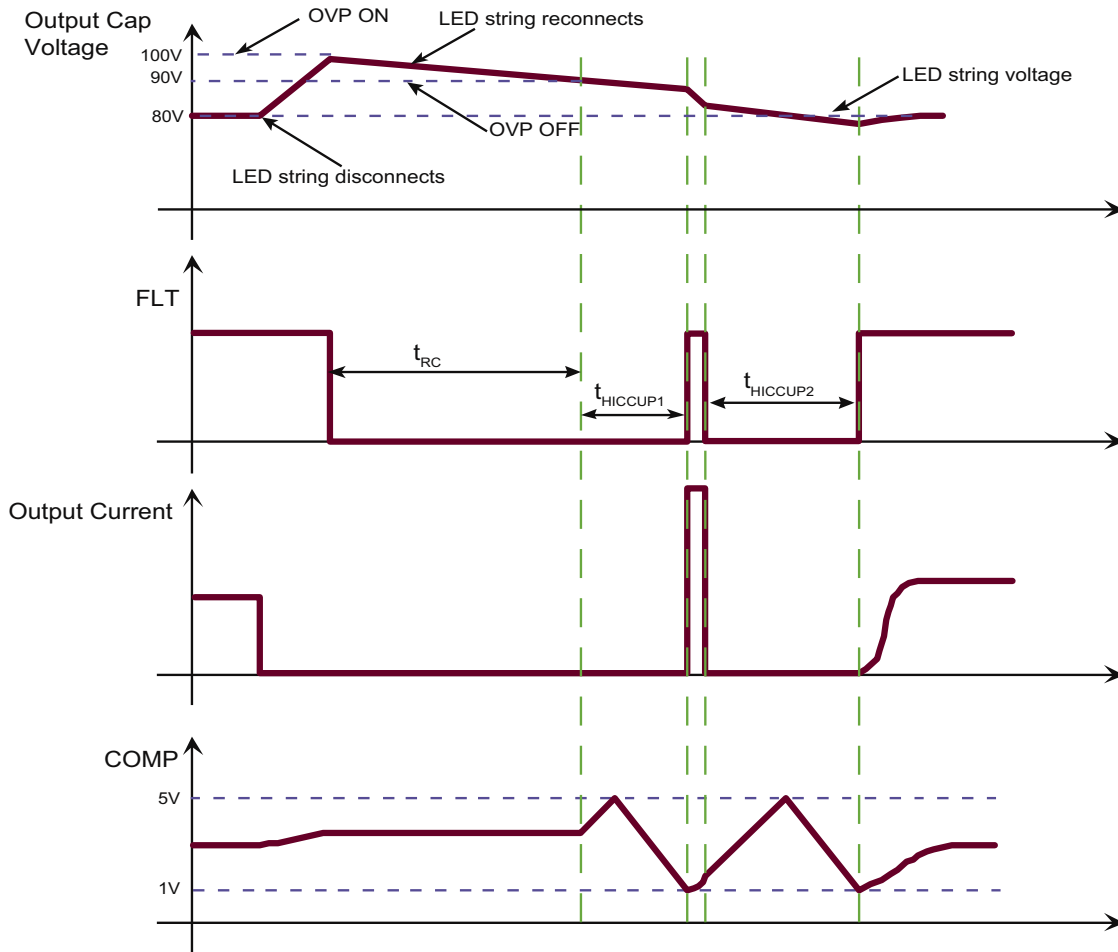 Output Cap
Voltage
OVP ON
LED string reconnects
100V
90V
LED string voltage
80V
OVP OFF
LED string disconnects
FLT
tRC
tHICCUP1
tHICCUP2
Output Current
COMP
5V
1V